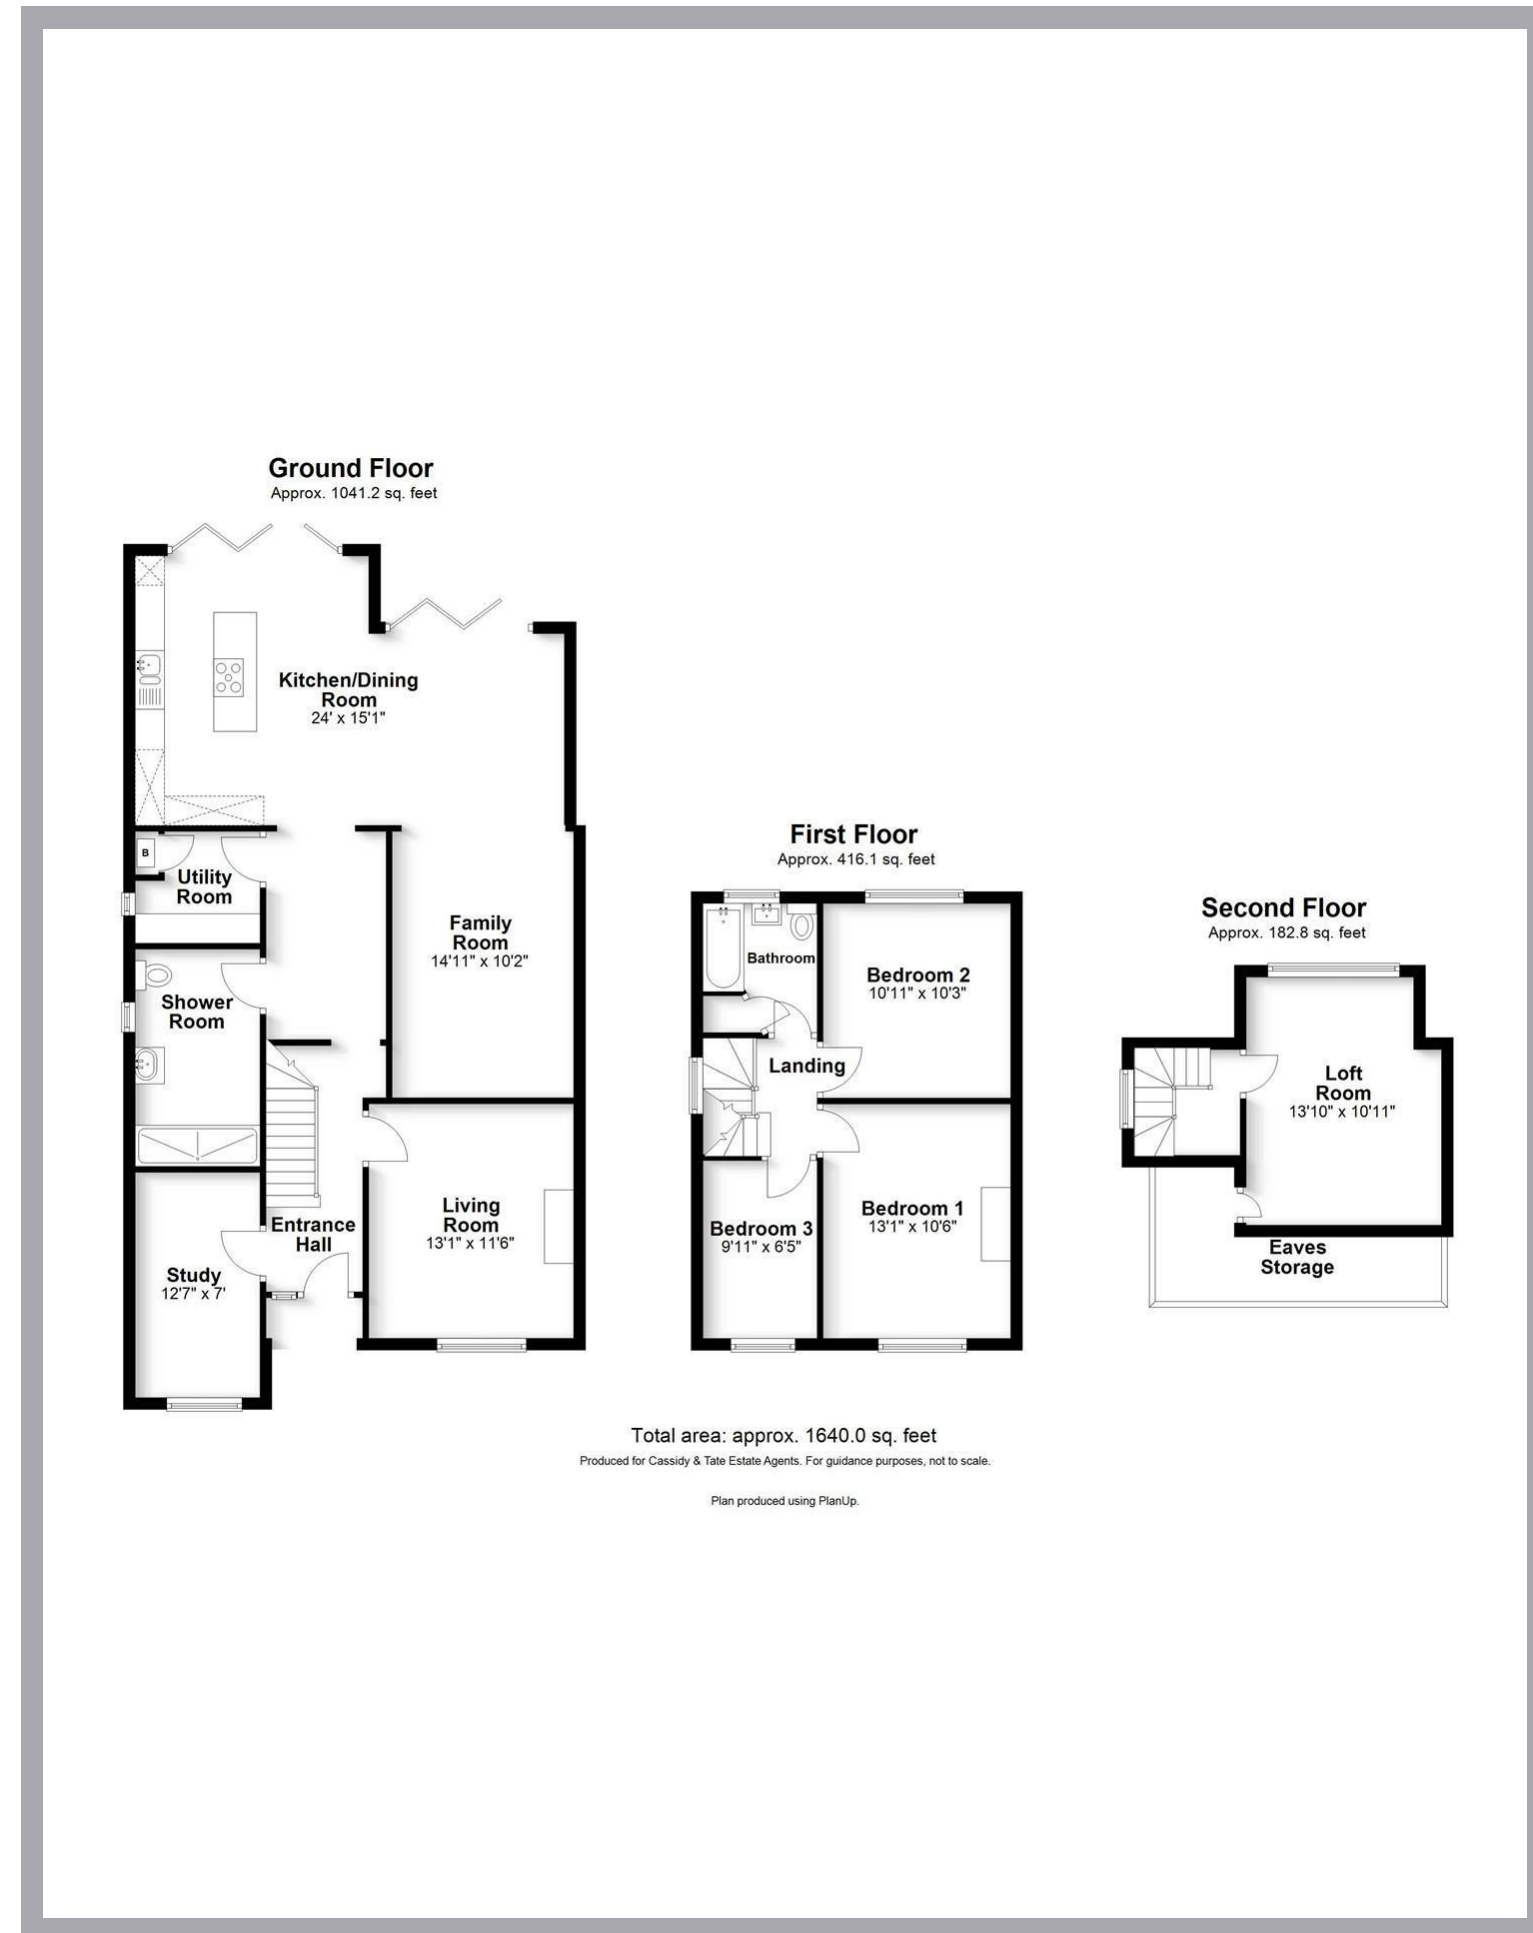 Ground Floor
Approx. 1041.2 sq. feet
Kitchen/Dining
Room
24' x 15'1"
B
Utility
Room
Family
Room
14'11" x 10'2"
Shower
Room
Living
Room
13'1" x 11'6"
Entrance
Hall
Study
12'7" x 7'
First Floor
Approx. 416.1 sq. feet
Bathroom
Bedroom 2
10'11" x 10'3"
Landing
Bedroom 1
13'1" x 10'6"
Bedroom 3
9'11" x 6'5"
Second Floor
Approx. 182.8 sq. feet
Loft
Room
13'10" x 10'11"
Eaves
Storage
Total area: approx. 1640.0 sq. feet
Produced for Cassidy & Tate Estate Agents. For guidance purposes, not to scale.
Plan produced using PlanUp.